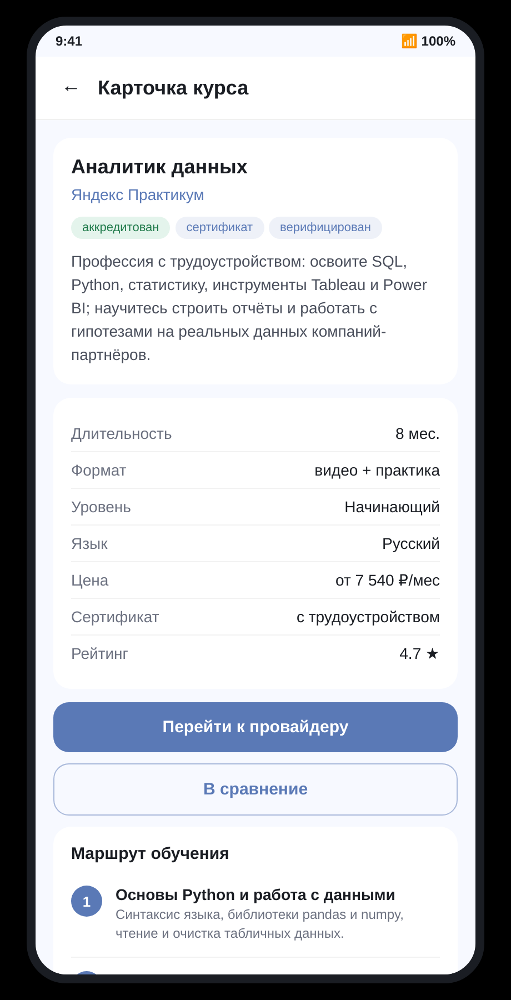 9:41 📶 100%
← Карточка курса
Аналитик данных
Яндекс Практикум
аккредитован сертификат верифицирован
Профессия с трудоустройством: освоите SQL,
Python, статистику, инструменты Tableau и Power
BI; научитесь строить отчёты и работать с
гипотезами на реальных данных компаний-
партнёров.
Длительность 8 мес.
Формат видео + практика
Уровень Начинающий
Язык Русский
Цена от 7 540 ₽/мес
Сертификат с трудоустройством
Рейтинг 4.7 ★
Перейти к провайдеру
В сравнение
Маршрут обучения
1 Основы Python и работа с данными
Синтаксис языка, библиотеки pandas и numpy,
чтение и очистка табличных данных.